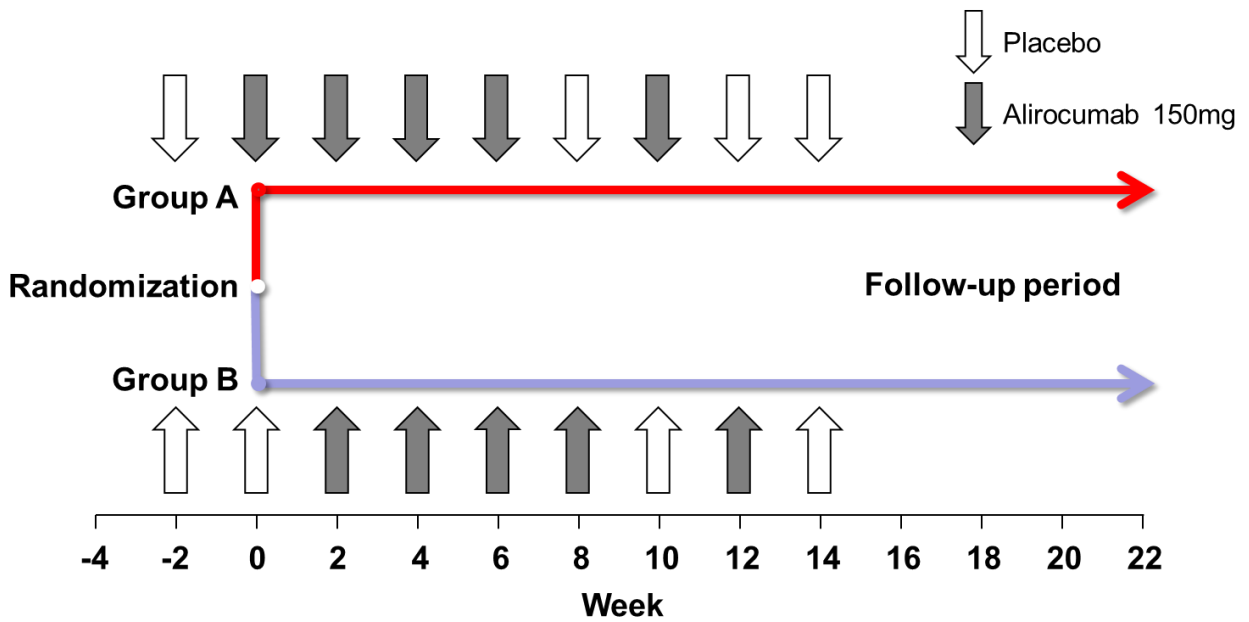 Placebo
Alirocumab 150mg
Group A
Randomization
Follow-up period
Group B
-4 -2 0 2 4 6 8 10 12 14 16 18 20 22
Week